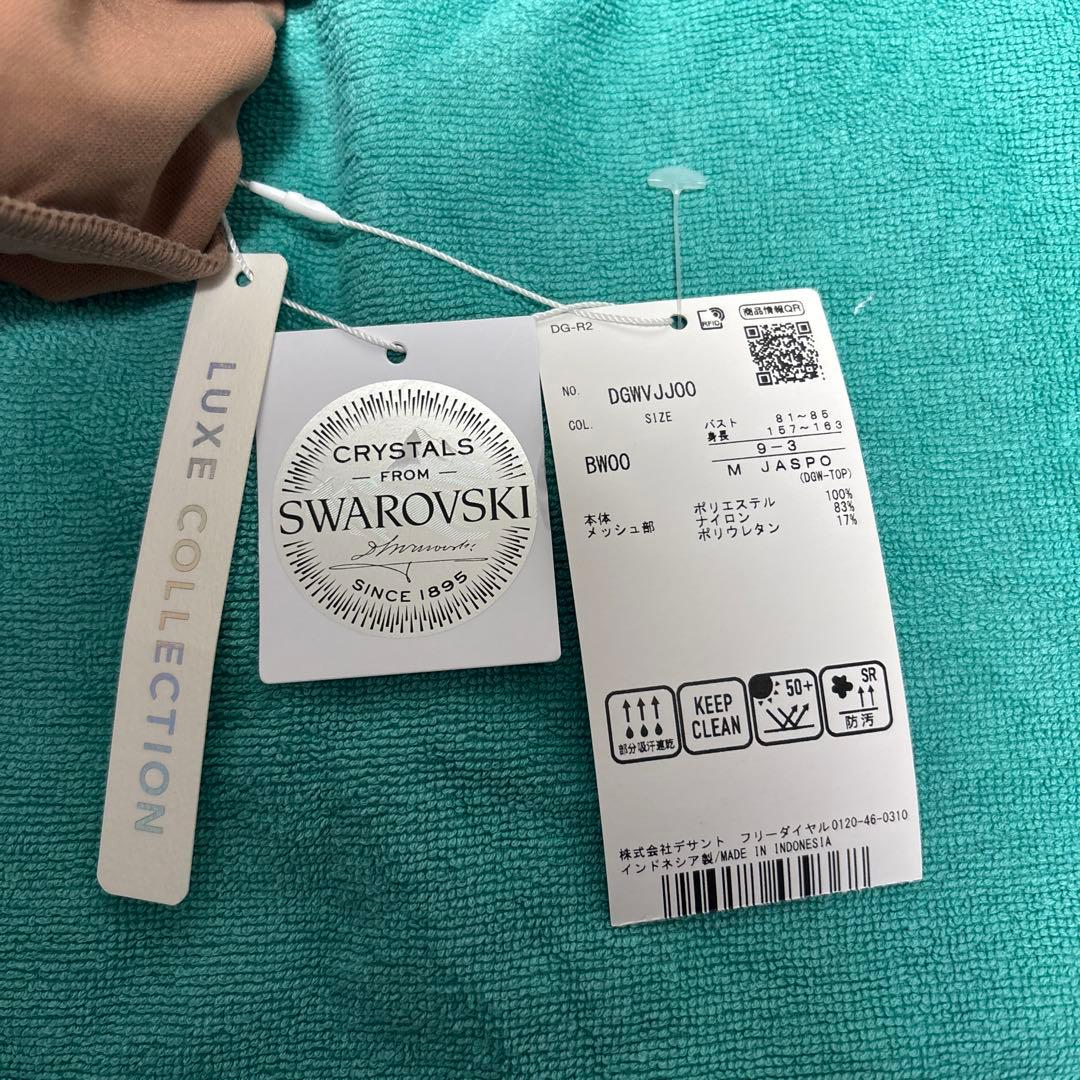 LUXE COLLECTION
CRYSTALS
— FROM —
SWAROVSKI
SINCE 1895
DG-R2
RFID
商品情報QR
NO. DGWVJJ00
COL. SIZE
バスト 81~85
身長 157~163
BW00
9-3
M JASPO
(DGW-TOP)
本体 ポリエステル 100%
メッシュ部 ナイロン 83%
ポリウレタン 17%
部分吸汗速乾
KEEP
CLEAN
50+
SR
防汚
株式会社デサント フリーダイヤル0120-46-0310
インドネシア製/MADE IN INDONESIA